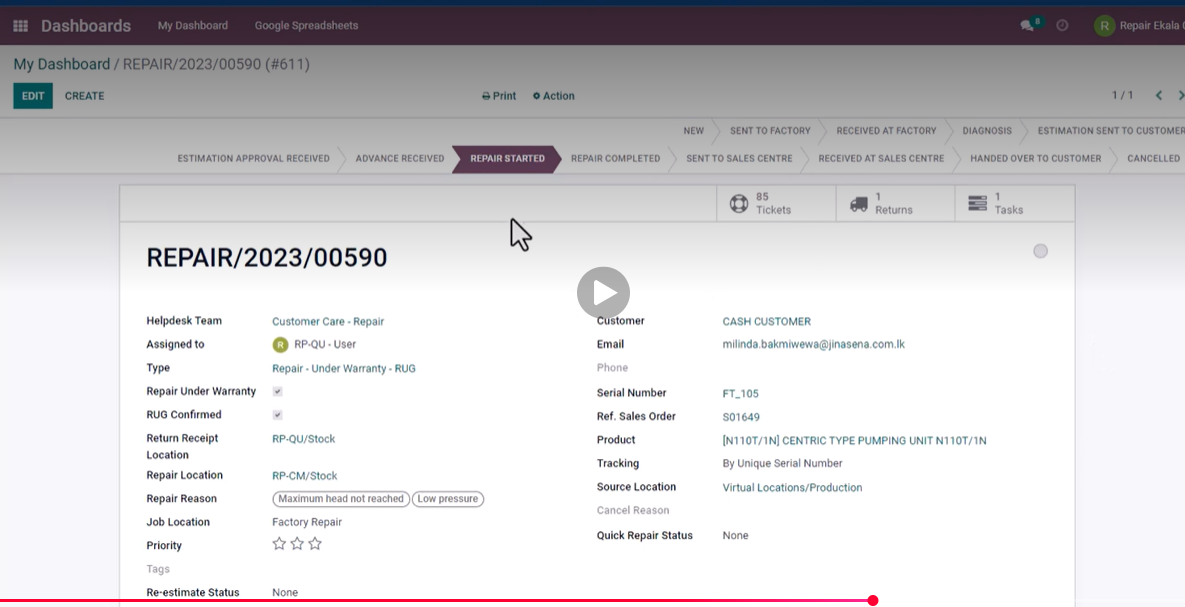 Dashboards My Dashboard Google Spreadsheets 8 R Repair Ekala
My Dashboard / REPAIR/2023/00590 (#611)
EDIT CREATE Print Action 1 / 1
NEW SENT TO FACTORY RECEIVED AT FACTORY DIAGNOSIS ESTIMATION SENT TO CUSTOMER
ESTIMATION APPROVAL RECEIVED ADVANCE RECEIVED REPAIR STARTED REPAIR COMPLETED SENT TO SALES CENTRE RECEIVED AT SALES CENTRE HANDED OVER TO CUSTOMER CANCELLED
85 Tickets
1 Returns
1 Tasks
REPAIR/2023/00590
Helpdesk Team Customer Care - Repair
Assigned to R RP-QU - User
Type Repair - Under Warranty - RUG
Repair Under Warranty
RUG Confirmed
Return Receipt Location RP-QU/Stock
Repair Location RP-CM/Stock
Repair Reason Maximum head not reached Low pressure
Job Location Factory Repair
Priority
Tags
Re-estimate Status None
Customer CASH CUSTOMER
Email milinda.bakmiwewa@jinasena.com.lk
Phone
Serial Number FT_105
Ref. Sales Order S01649
Product [N110T/1N] CENTRIC TYPE PUMPING UNIT N110T/1N
Tracking By Unique Serial Number
Source Location Virtual Locations/Production
Cancel Reason
Quick Repair Status None